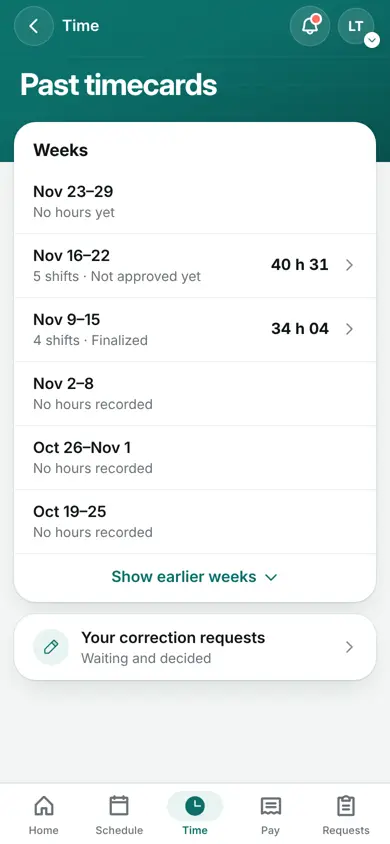 Time
LT
Past timecards
Weeks
Nov 23–29
No hours yet
Nov 16–22
5 shifts · Not approved yet
40 h 31
Nov 9–15
4 shifts · Finalized
34 h 04
Nov 2–8
No hours recorded
Oct 26–Nov 1
No hours recorded
Oct 19–25
No hours recorded
Show earlier weeks
Your correction requests
Waiting and decided
Home
Schedule
Time
Pay
Requests